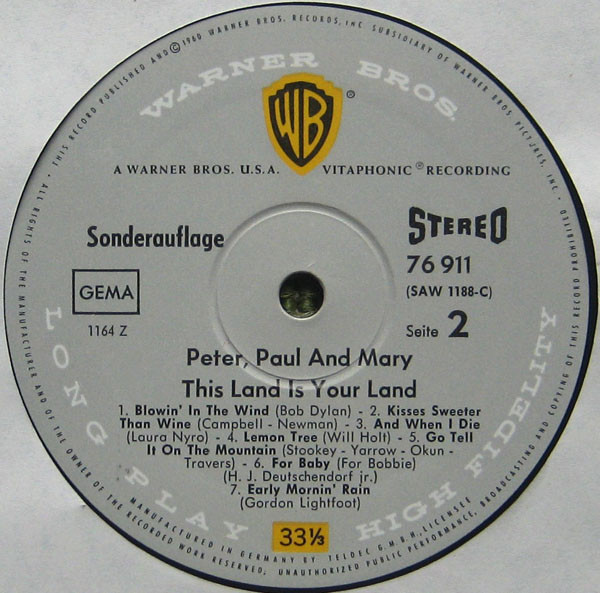 THIS RECORD PUBLISHED AND © 1960 WARNER BROS. RECORDS, INC. SUBSIDIARY OF WARNER BROS. PICTURES, INC.
WARNER BROS.
WB ®
A WARNER BROS. U.S.A. VITAPHONIC ® RECORDING
Sonderauflage
STEREO
76 911
(SAW 1188-C)
GEMA
1164 Z
Seite 2
Peter, Paul And Mary
This Land Is Your Land
1. Blowin' In The Wind (Bob Dylan) - 2. Kisses Sweeter
Than Wine (Campbell - Newman) - 3. And When I Die
(Laura Nyro) - 4. Lemon Tree (Will Holt) - 5. Go Tell
It On The Mountain (Stookey - Yarrow - Okun -
Travers) - 6. For Baby (For Bobbie)
(H. J. Deutschendorf jr.)
7. Early Mornin' Rain
(Gordon Lightfoot)
33⅓
LONG PLAY HIGH FIDELITY
MANUFACTURED IN GERMANY BY TELDEC G.M.B.H. LICENSEE
· ALL RIGHTS OF THE MANUFACTURER AND OF THE OWNER OF THE RECORDED WORK RESERVED. UNAUTHORIZED PUBLIC PERFORMANCE, BROADCASTING AND COPYING OF THIS RECORD PROHIBITED